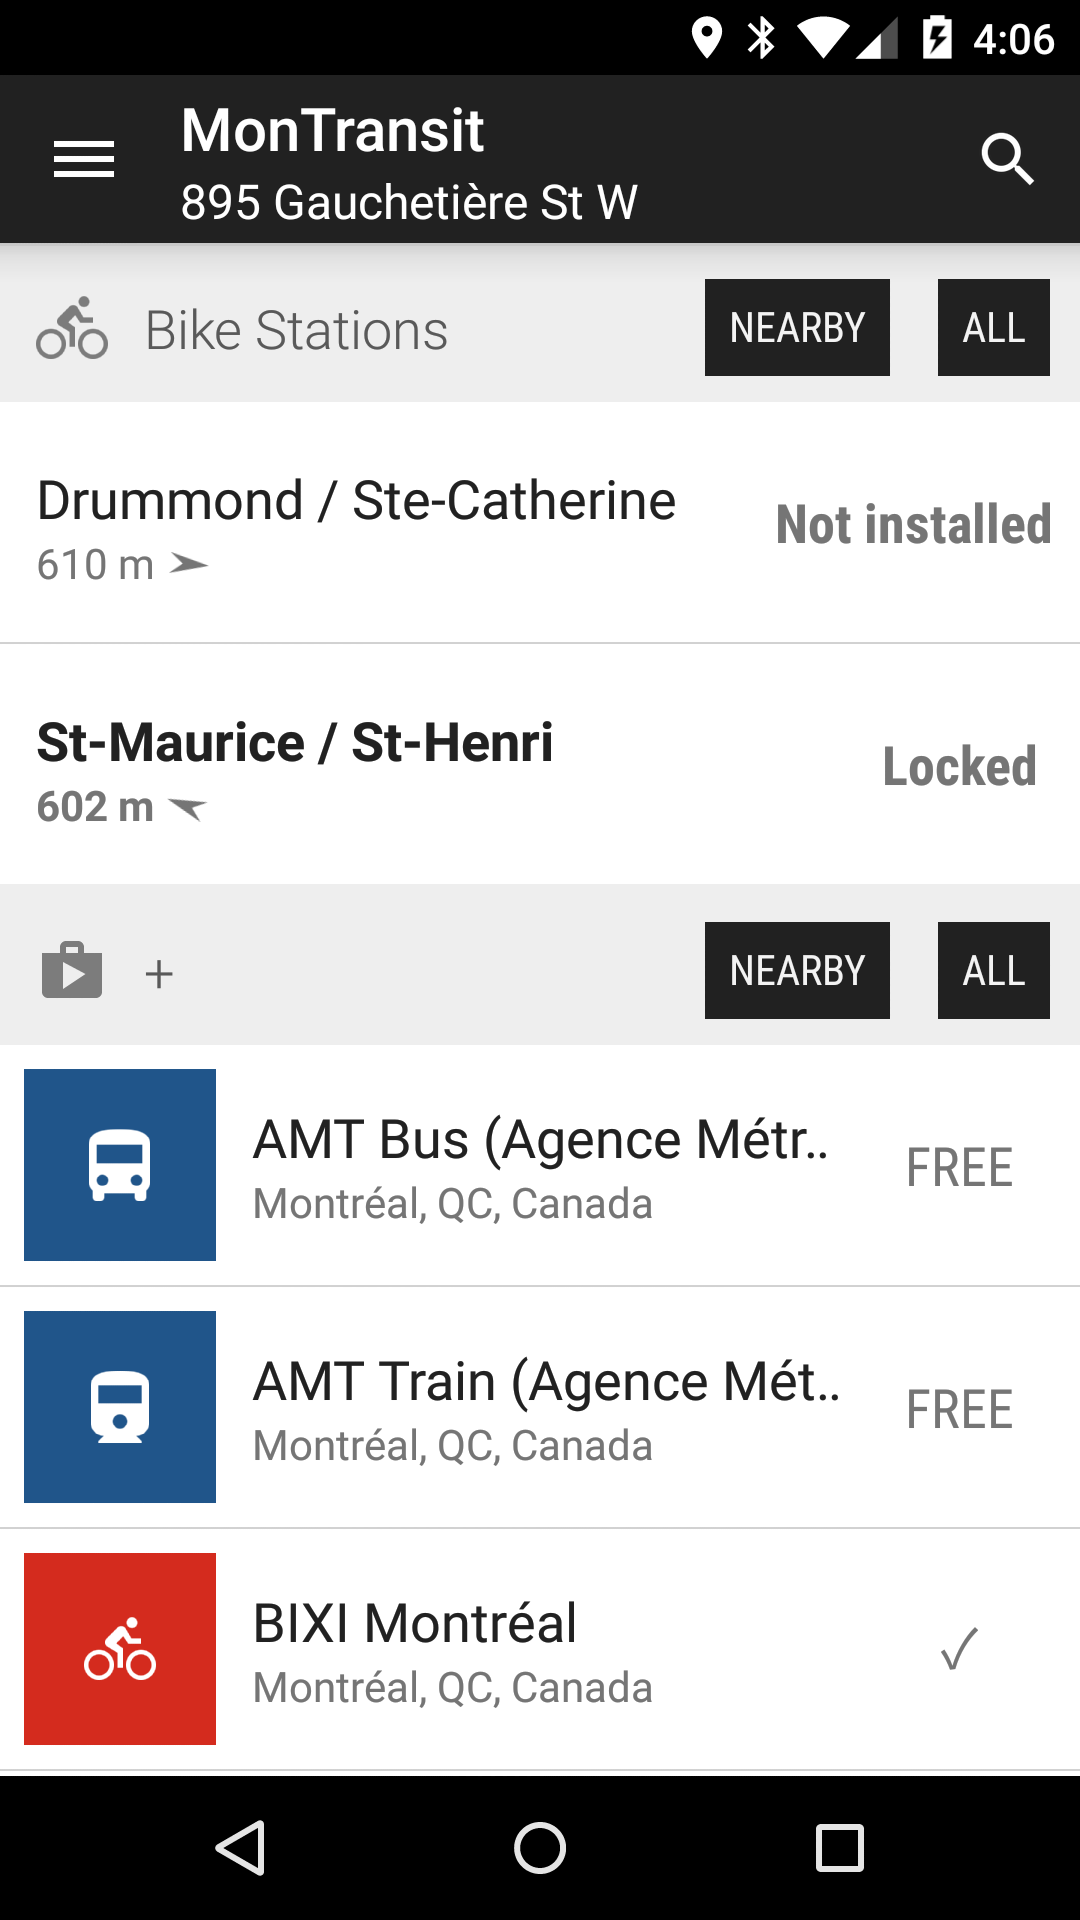 4:06
MonTransit
895 Gauchetière St W
Bike Stations NEARBY ALL
Drummond / Ste-Catherine
610 m
Not installed
St-Maurice / St-Henri
602 m
Locked
+ NEARBY ALL
AMT Bus (Agence Métr..
Montréal, QC, Canada
FREE
AMT Train (Agence Mét..
Montréal, QC, Canada
FREE
BIXI Montréal
Montréal, QC, Canada
✓